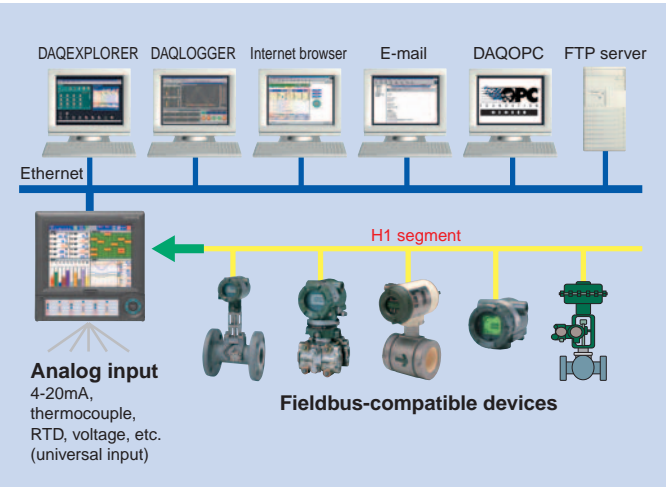 DAQEXPLORER DAQLOGGER Internet browser E-mail DAQOPC FTP server
OPC
Ethernet
H1 segment
Analog input
4-20mA,
thermocouple,
RTD, voltage, etc.
(universal input)
Fieldbus-compatible devices